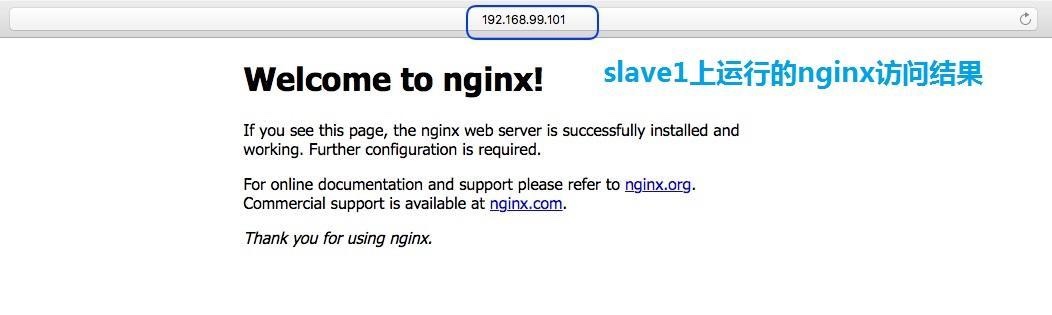 192.168.99.101
Welcome to nginx!
slave1上运行的nginx访问结果
If you see this page, the nginx web server is successfully installed and
working. Further configuration is required.
For online documentation and support please refer to nginx.org.
Commercial support is available at nginx.com.
Thank you for using nginx.